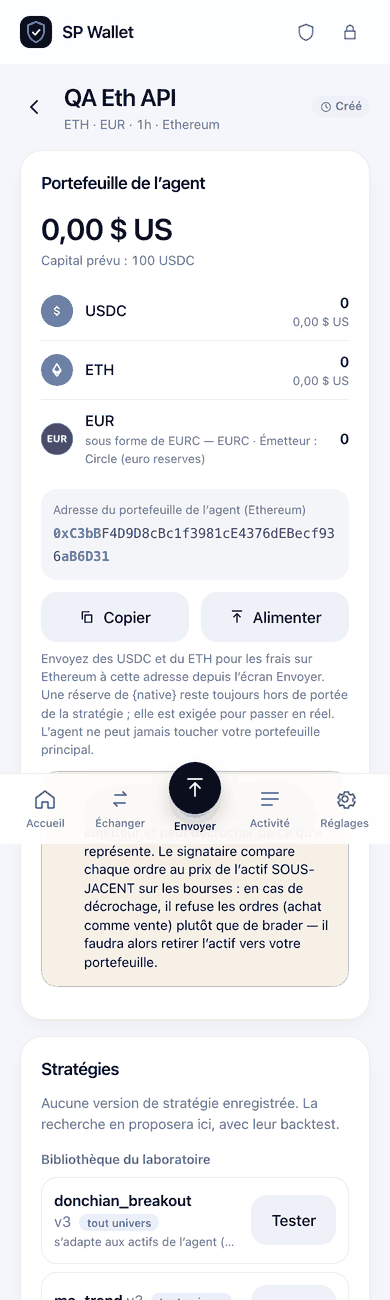 SP Wallet
QA Eth API
ETH · EUR · 1h · Ethereum
Créé
Portefeuille de l’agent
0,00 $ US
Capital prévu : 100 USDC
$
USDC
0
0,00 $ US
ETH
0
0,00 $ US
EUR
EUR
sous forme de EURC — EURC · Émetteur :
Circle (euro reserves)
0
Adresse du portefeuille de l’agent (Ethereum)
0xC3bBF4D9D8cBc1f3981cE4376dEBecf93
6aB6D31
Copier
Alimenter
Envoyez des USDC et du ETH pour les frais sur
Ethereum à cette adresse depuis l’écran Envoyer.
Une réserve de {native} reste toujours hors de portée
de la stratégie ; elle est exigée pour passer en réel.
L’agent ne peut jamais toucher votre portefeuille
principal.
Accueil
Échanger
Envoyer
Activité
Réglages
représente. Le signataire compare
chaque ordre au prix de l’actif SOUS-
JACENT sur les bourses : en cas de
décrochage, il refuse les ordres (achat
comme vente) plutôt que de brader — il
faudra alors retirer l’actif vers votre
portefeuille.
Stratégies
Aucune version de stratégie enregistrée. La
recherche en proposera ici, avec leur backtest.
Bibliothèque du laboratoire
donchian_breakout
v3 tout univers
s’adapte aux actifs de l’agent (…
Tester